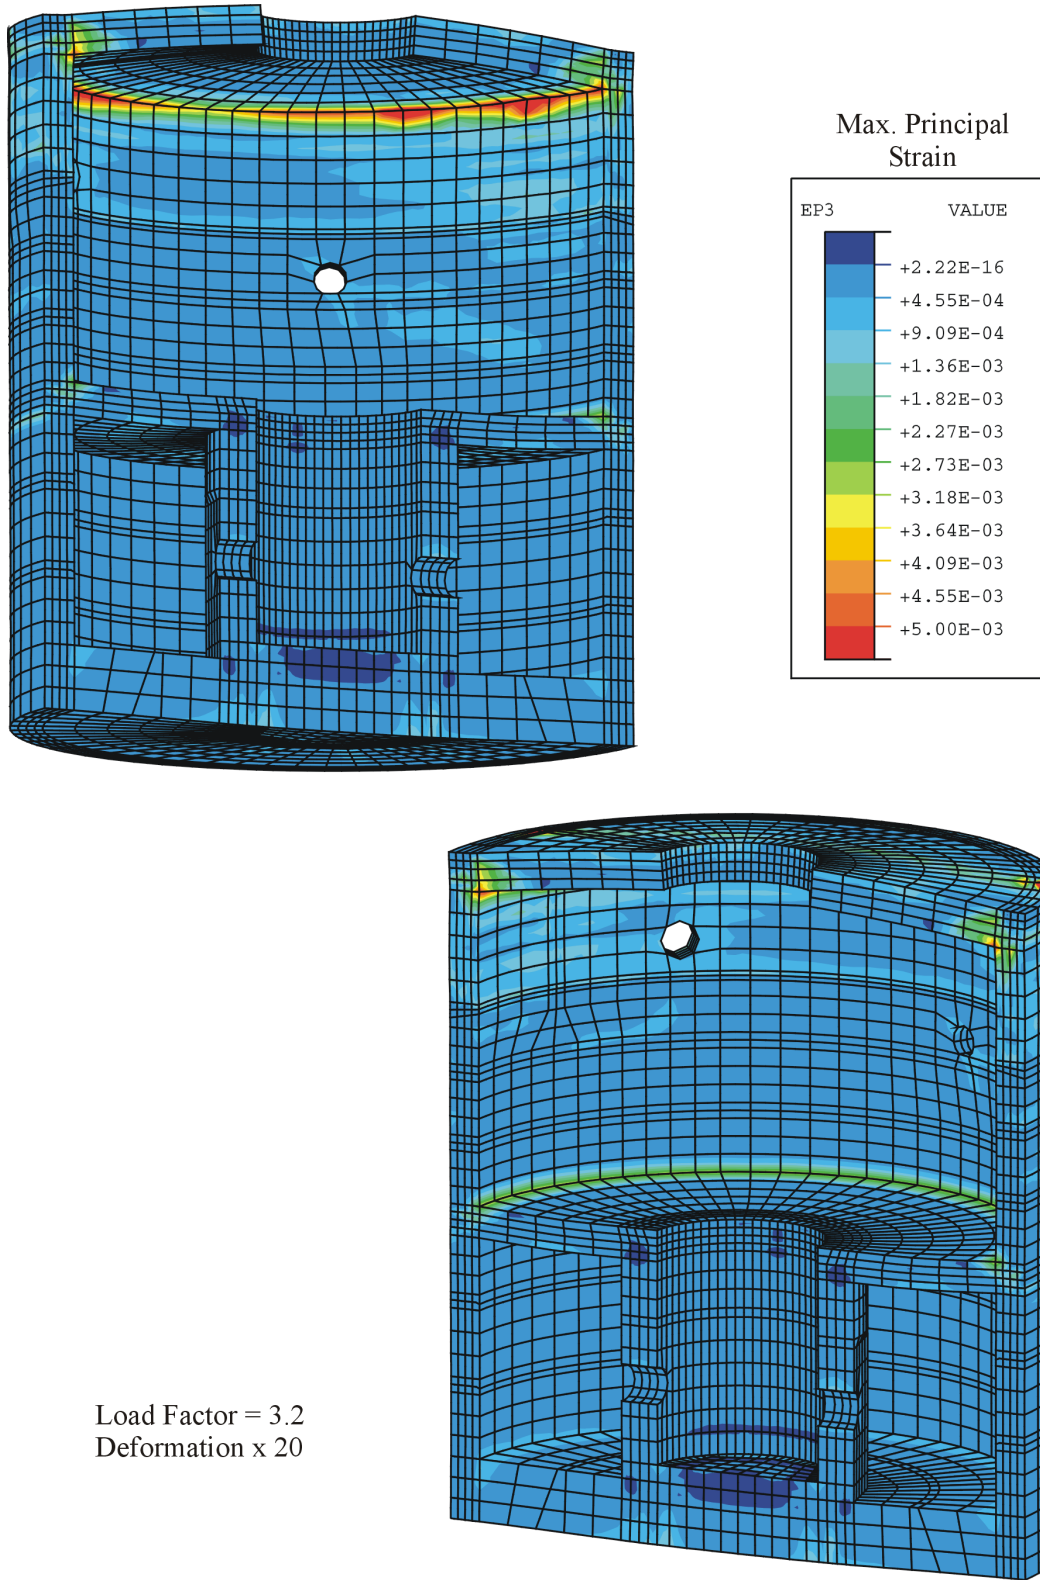 Max. Principal
Strain
EP3 VALUE
+2.22E-16
+4.55E-04
+9.09E-04
+1.36E-03
+1.82E-03
+2.27E-03
+2.73E-03
+3.18E-03
+3.64E-03
+4.09E-03
+4.55E-03
+5.00E-03
Load Factor = 3.2
Deformation x 20